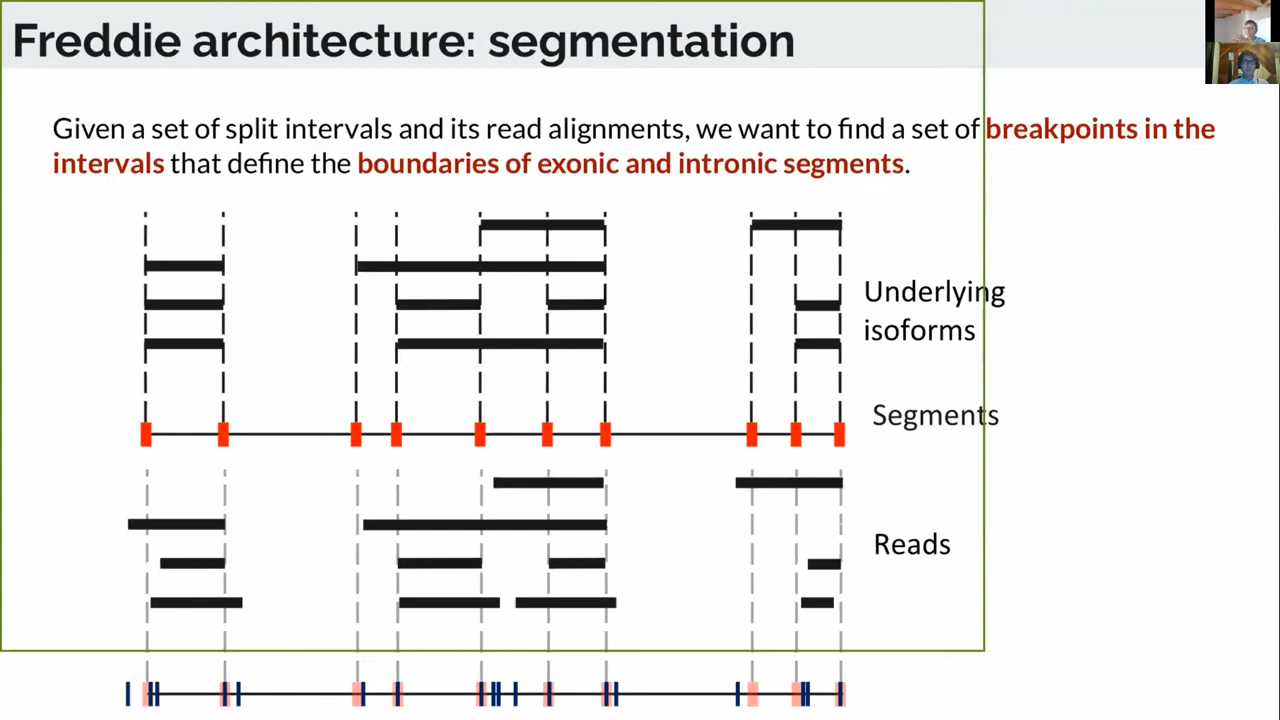 Freddie architecture: segmentation
Given a set of split intervals and its read alignments, we want to find a set of breakpoints in the
intervals that define the boundaries of exonic and intronic segments.
Underlying
isoforms
Segments
Reads